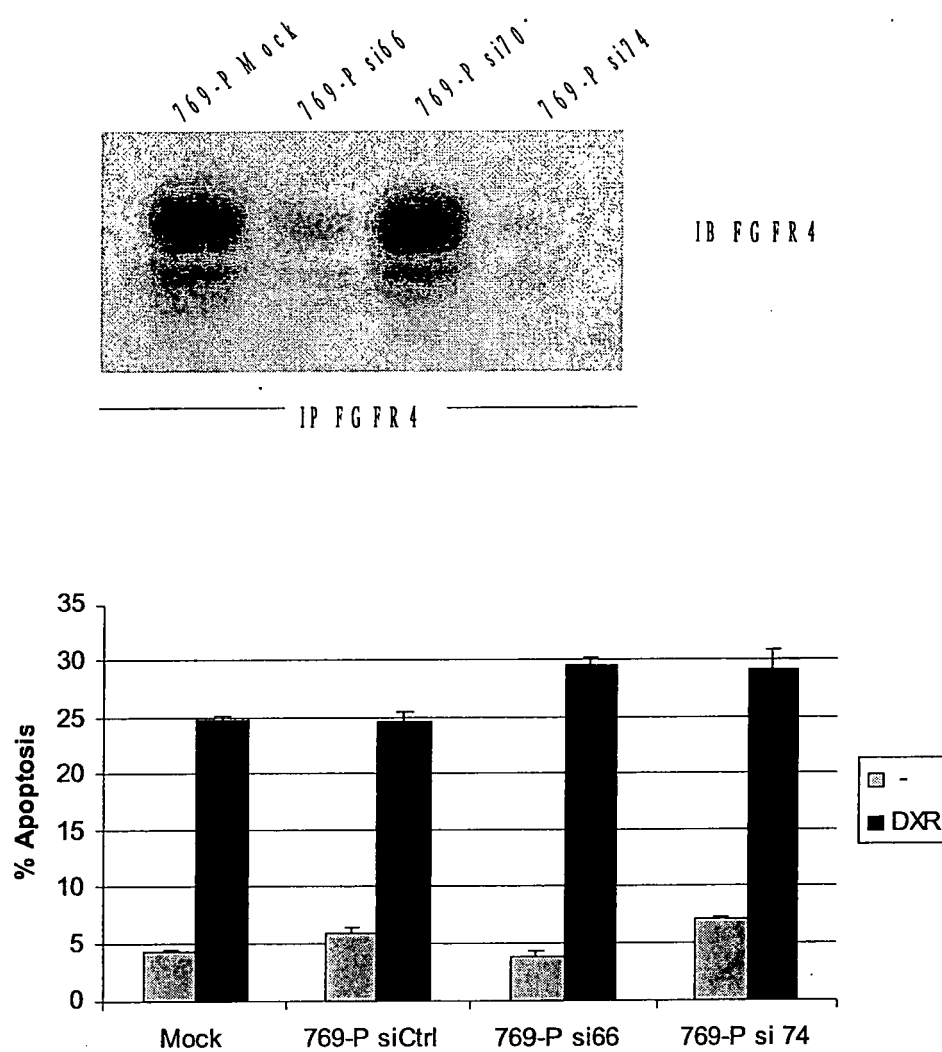 769-P Mock
769-P si66
769-P si70
769-P si74
IB FGFR4
IP FGFR4
35
30
25
20
15
10
5
0
% Apoptosis
-
DXR
Mock
769-P siCtrl
769-P si66
769-P si 74